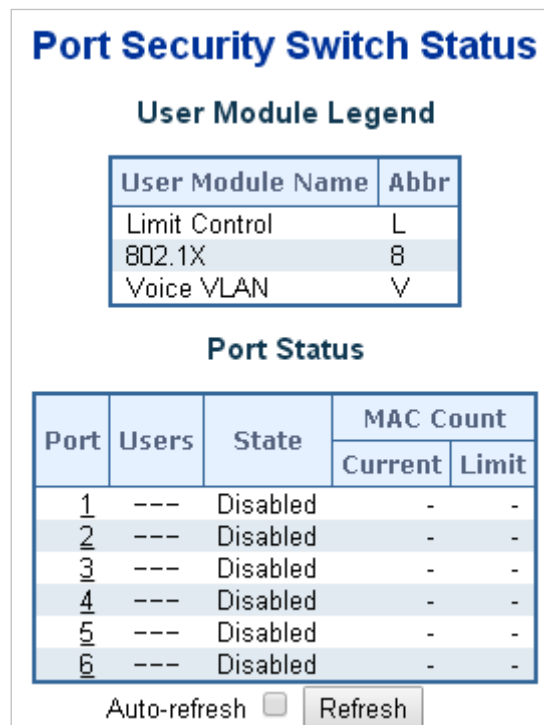 Port Security Switch Status
User Module Legend
User Module Name Abbr
Limit Control L
802.1X 8
Voice VLAN V
Port Status
Port Users State MAC Count
Current Limit
1 --- Disabled - -
2 --- Disabled - -
3 --- Disabled - -
4 --- Disabled - -
5 --- Disabled - -
6 --- Disabled - -
Auto-refresh Refresh